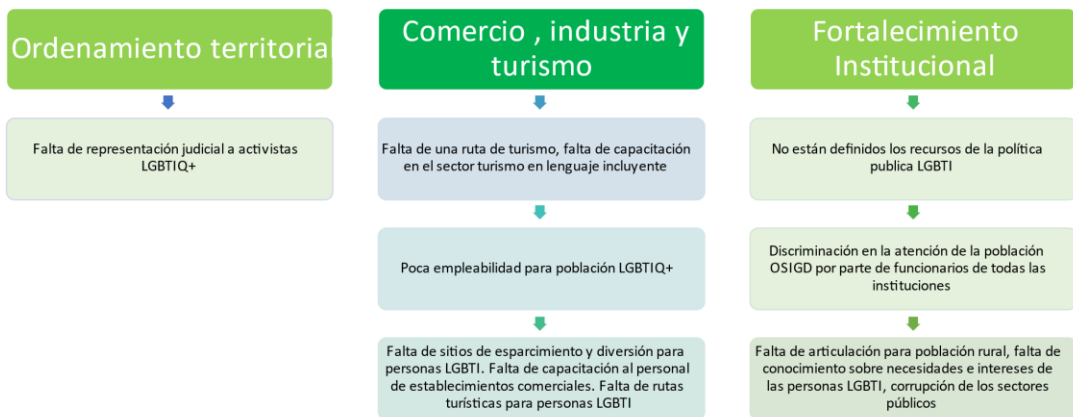 Ordenamiento territorial
Falta de representación judicial a activistas
LGBTIQ+
Comercio , industria y
turismo
Falta de una ruta de turismo, falta de capacitación
en el sector turismo en lenguaje incluyente
Poca empleabilidad para población LGBTIQ+
Falta de sitios de esparcimiento y diversión para
personas LGBTI. Falta de capacitación al personal
de establecimientos comerciales. Falta de rutas
turísticas para personas LGBTI
Fortalecimiento
Institucional
No están definidos los recursos de la política
publica LGBTI
Discriminación en la atención de la población
OSIGD por parte de funcionarios de todas las
instituciones
Falta de articulación para población rural, falta de
conocimiento sobre necesidades e intereses de
las personas LGBTI, corrupción de los sectores
públicos